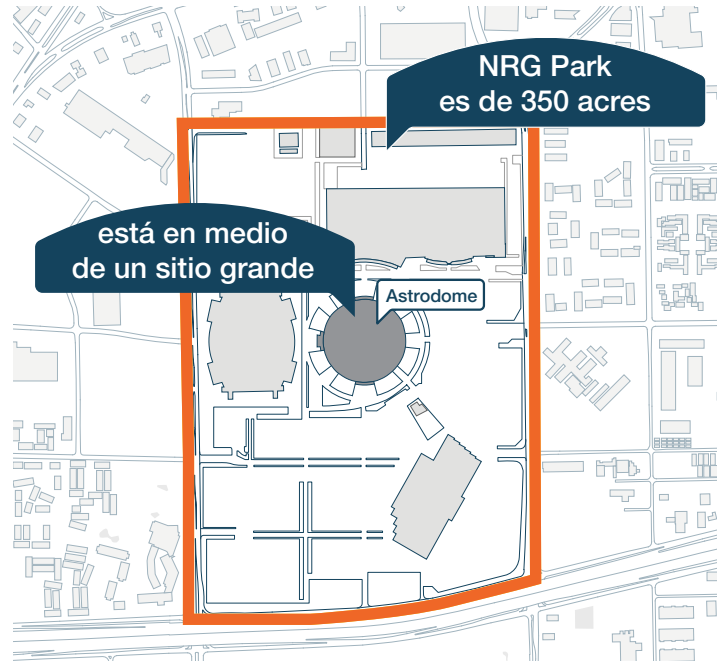 NRG Park
es de 350 acres
está en medio
de un sitio grande
Astrodome